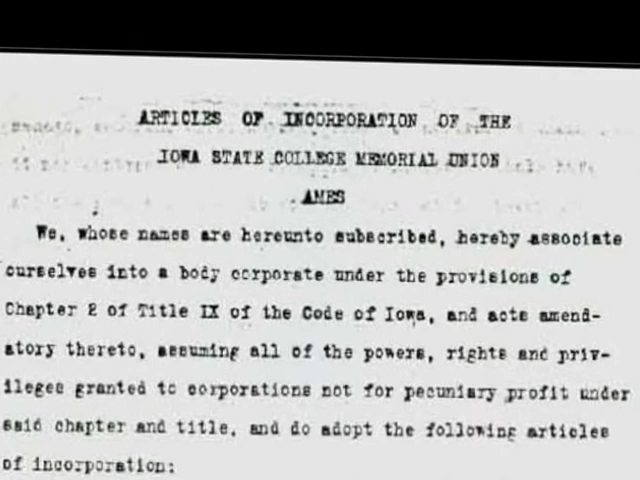 ARTICLES OF INCORPORATION OF THE
IOWA STATE COLLEGE MEMORIAL UNION
AMES
We, whose names are hereunto subscribed, hereby associate
ourselves into a body corporate under the provisions of
Chapter 2 of Title IX of the Code of Iowa, and acts amend-
atory thereto, assuming all of the powers, rights and priv-
ileges granted to corporations not for pecuniary profit under
said chapter and title, and do adopt the following articles
of incorporation: